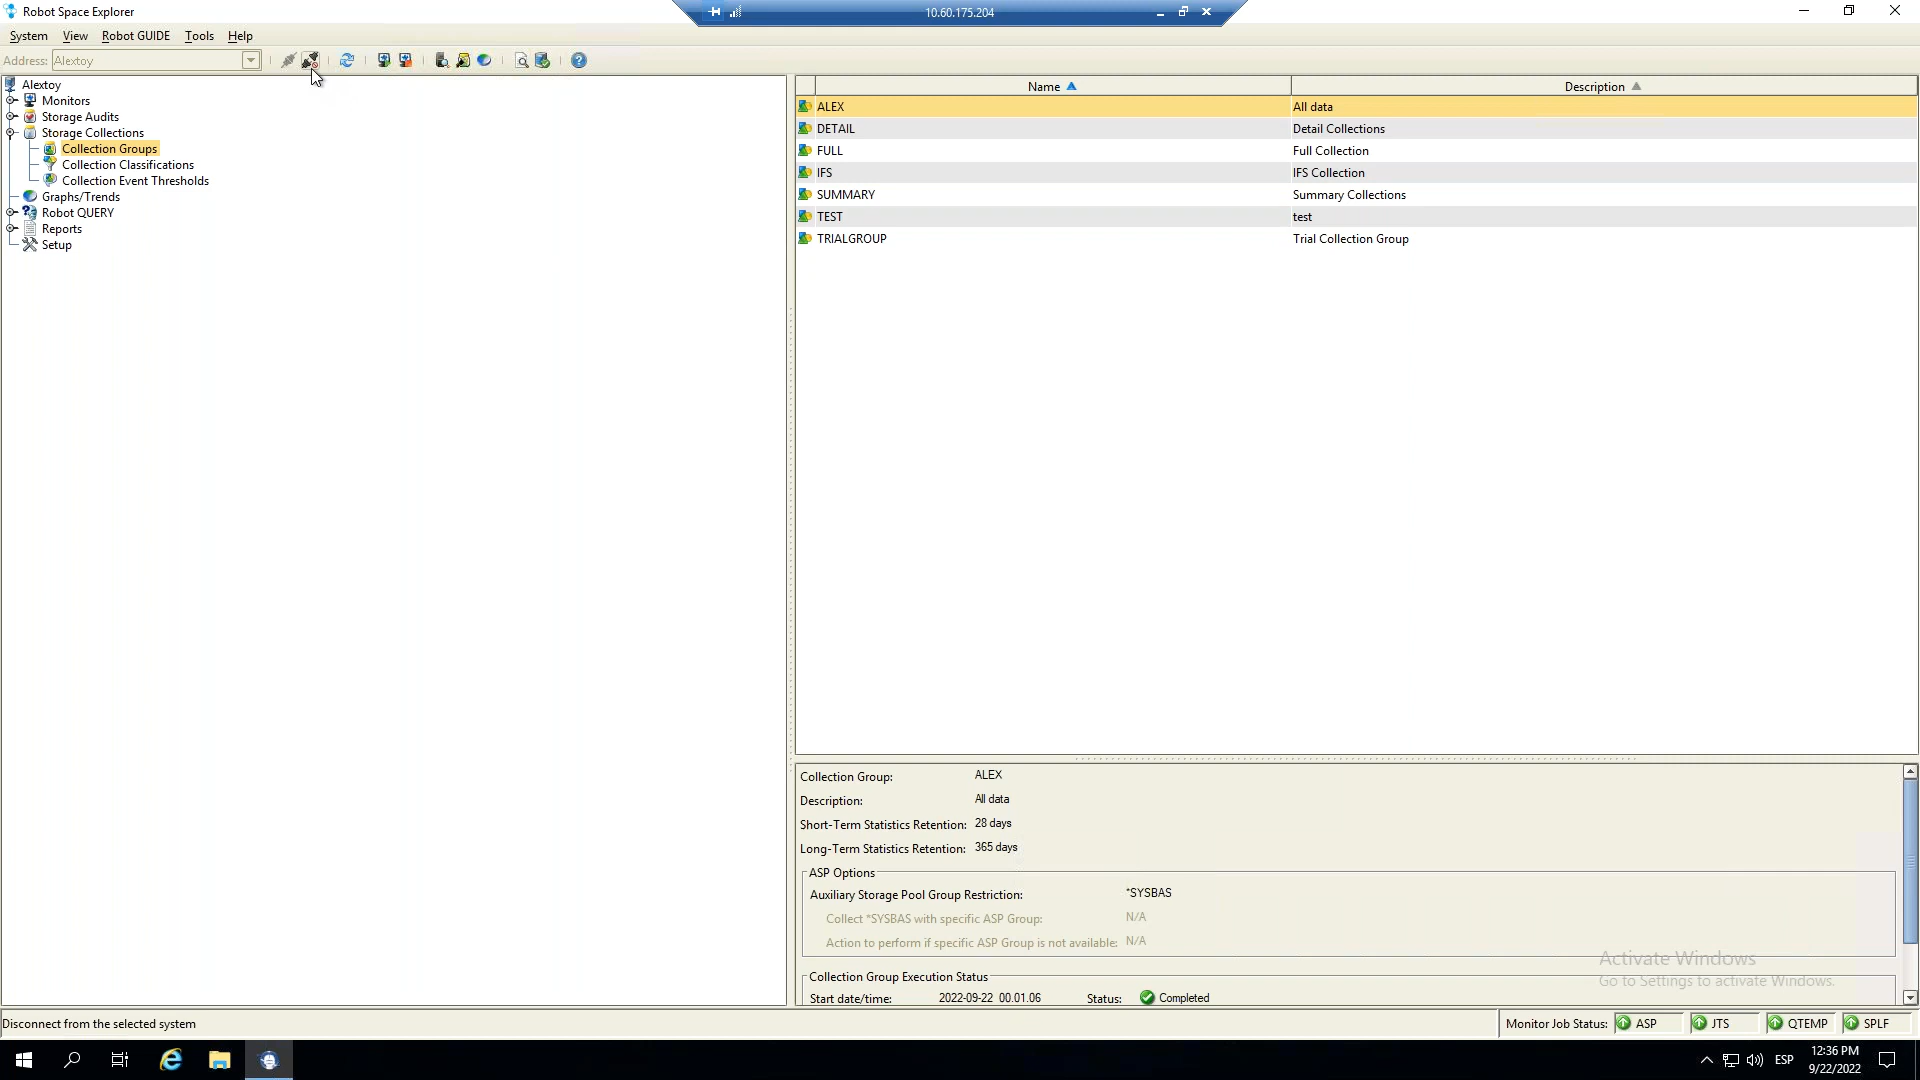 Robot Space Explorer
10.60.175.204
System View Robot GUIDE Tools Help
Address: Alextoy
Alextoy
Monitors
Storage Audits
Storage Collections
Collection Groups
Collection Classifications
Collection Event Thresholds
Graphs/Trends
Robot QUERY
Reports
Setup
Name Description
ALEX All data
DETAIL Detail Collections
FULL Full Collection
IFS IFS Collection
SUMMARY Summary Collections
TEST test
TRIALGROUP Trial Collection Group
Collection Group: ALEX
Description: All data
Short-Term Statistics Retention: 28 days
Long-Term Statistics Retention: 365 days
ASP Options
Auxiliary Storage Pool Group Restriction: *SYSBAS
Collect *SYSBAS with specific ASP Group: N/A
Action to perform if specific ASP Group is not available: N/A
Activate Windows
Go to Settings to activate Windows.
Collection Group Execution Status
Start date/time: 2022-09-22 00.01.06 Status: Completed
Disconnect from the selected system
Monitor Job Status: ASP JTS QTEMP SPLF
ESP
12:36 PM
9/22/2022